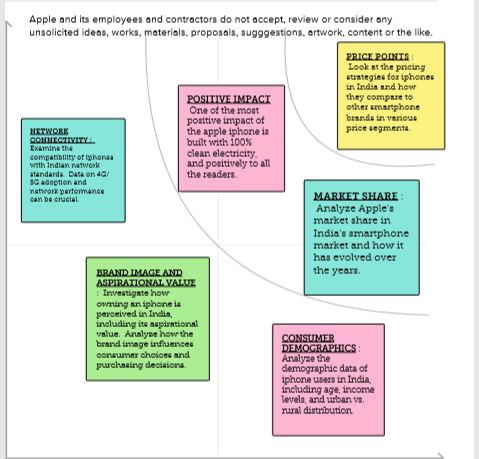 Apple and its employees and contractors do not accept, review or consider any
unsolicited ideas, works, materials, proposals, sugggestions, artwork, content or the like.
PRICE POINTS :
Look at the pricing
strategies for iphones
in India and how
they compare to
other smartphone
brands in various
price segments.
POSITIVE IMPACT
One of the most
positive impact of
the apple iphone is
built with 100%
clean electricity,
and positively to all
the readers.
NETWORK
CONNECTIVITY :
Examine the
compatibility of iphones
with Indian network
standards. Data on 4G/
5G adoption and
network performance
can be crucial.
MARKET SHARE :
Analyze Apple's
market share in
India's smartphone
market and how it
has evolved over
the years.
BRAND IMAGE AND
ASPIRATIONAL VALUE
: Investigate how
owning an iphone is
perceived in India,
including its aspirational
value. Analyze how the
brand image influences
consumer choices and
purchasing decisions.
CONSUMER
DEMOGRAPHICS :
Analyze the
demographic data of
iphone users in India,
including age, income
levels, and urban vs.
rural distribution.